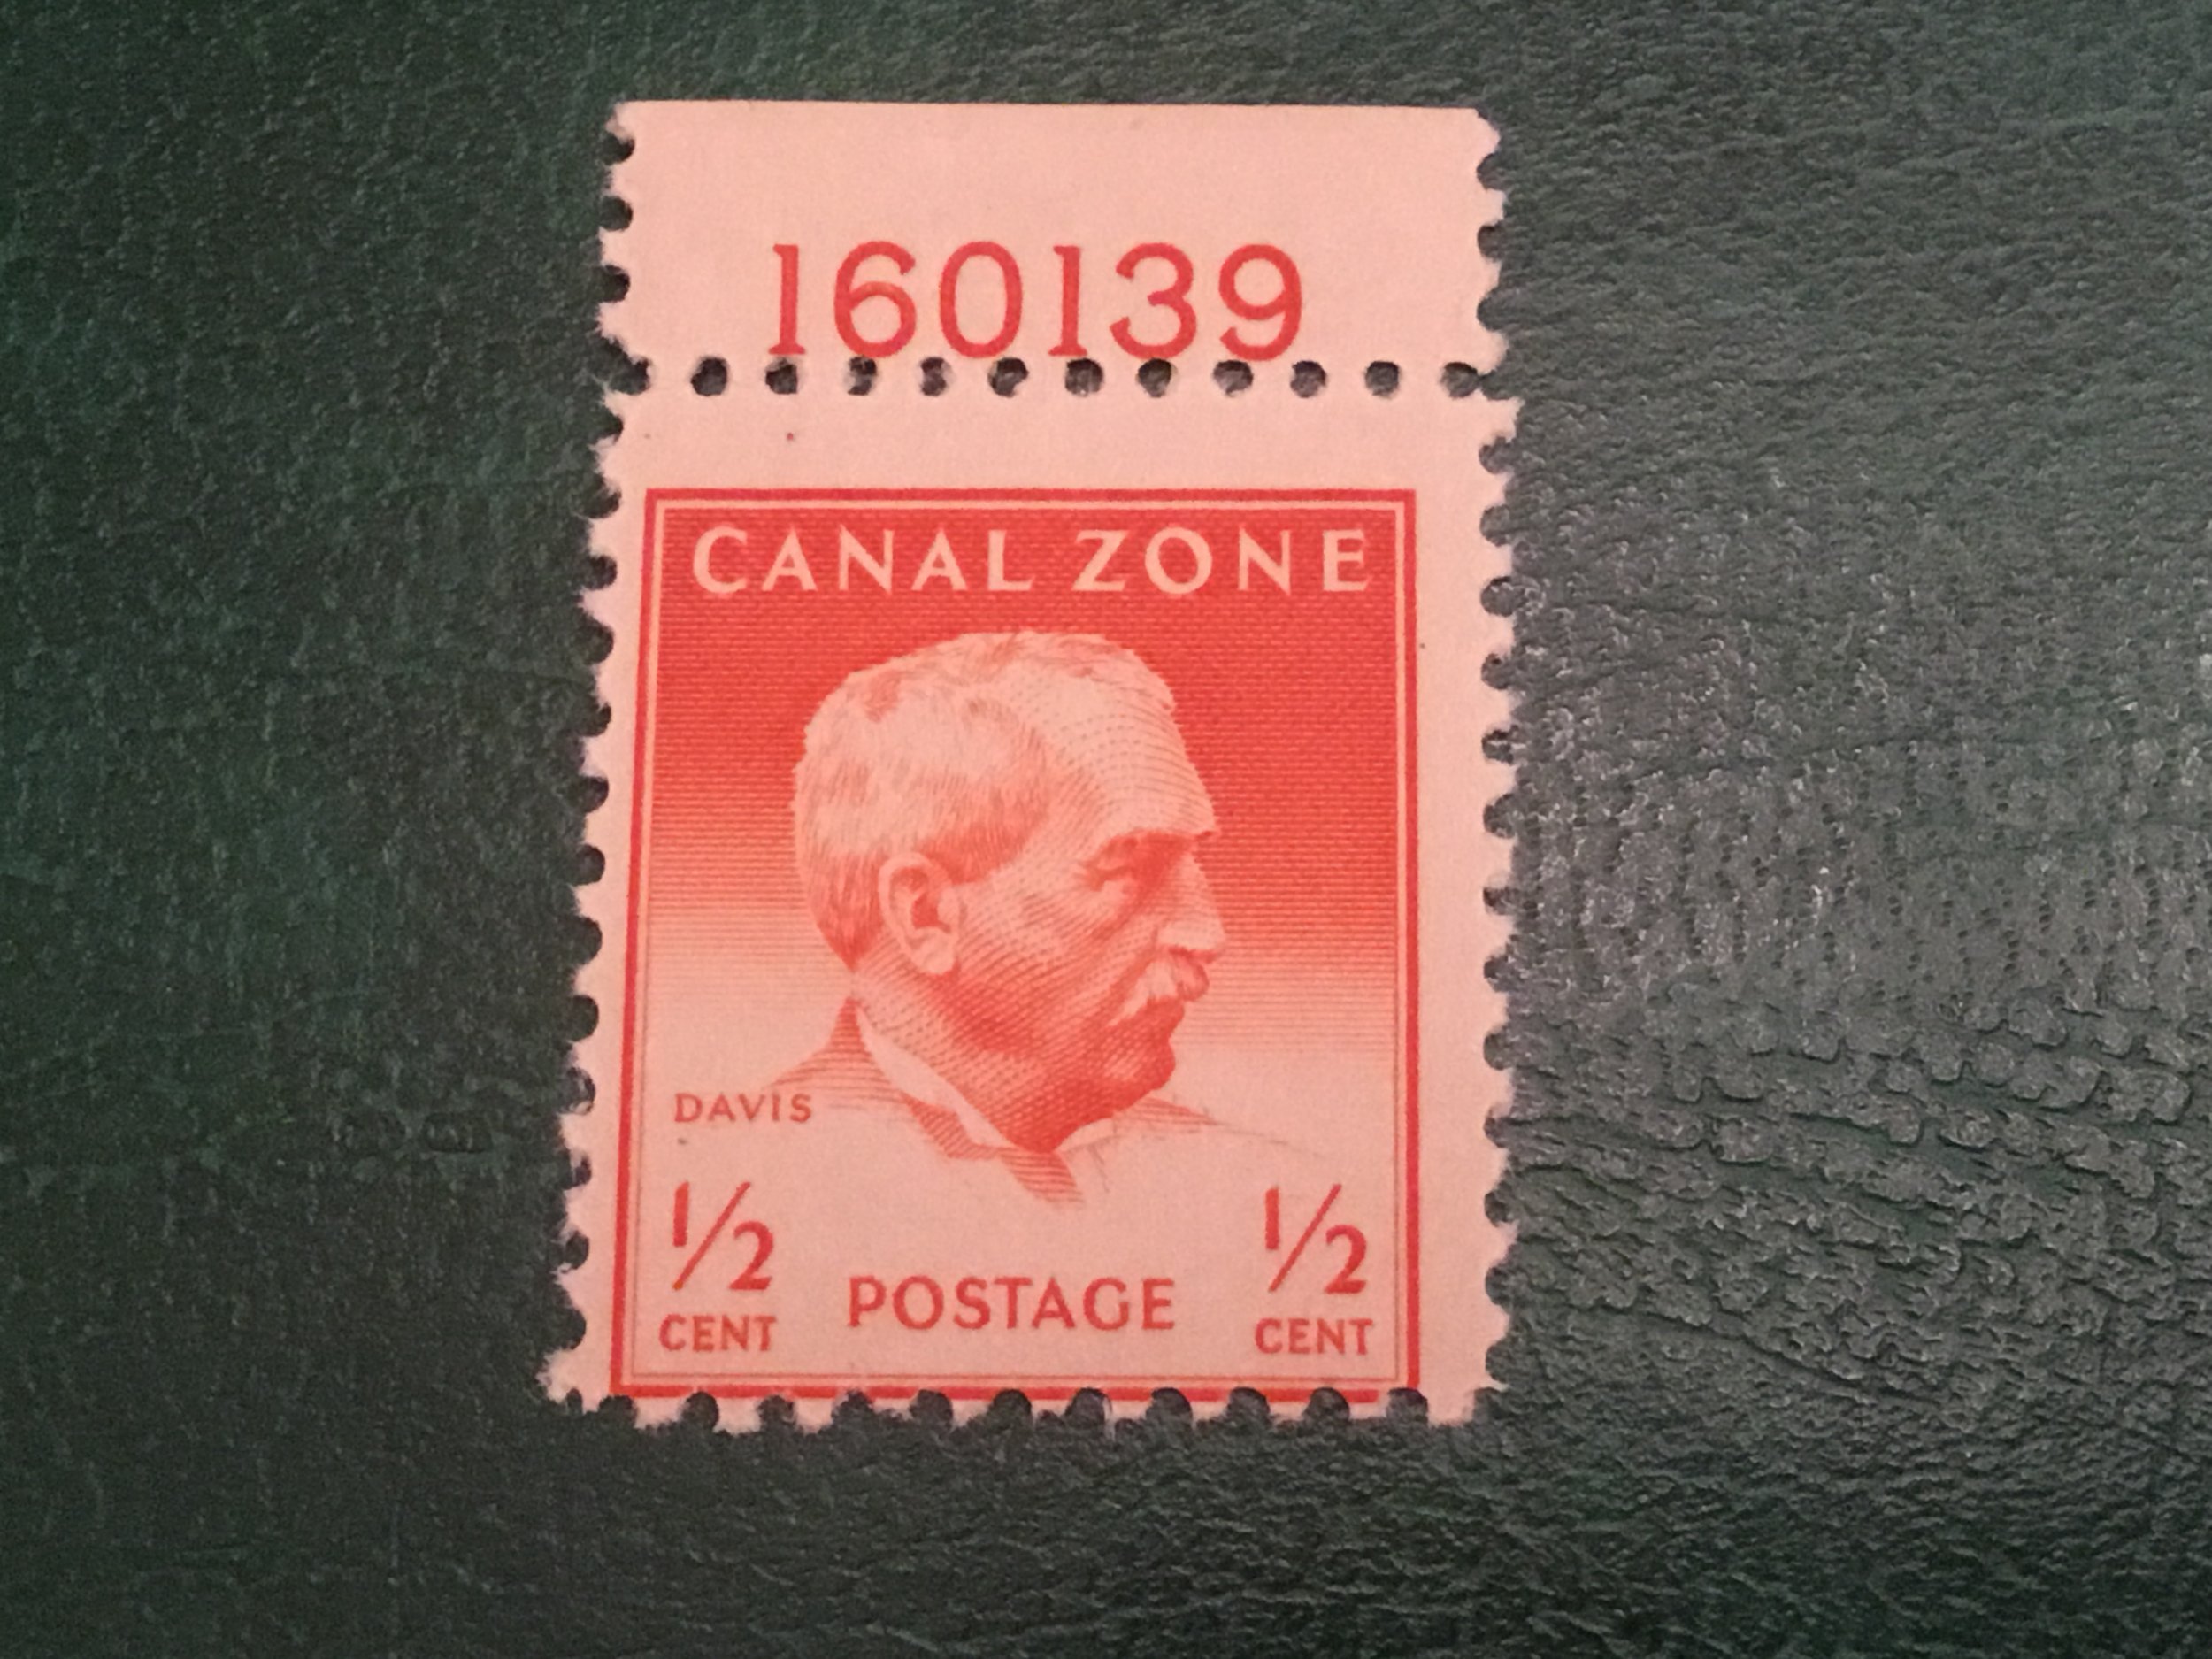 160139
CANAL ZONE
DAVIS
1/2 1/2
CENT POSTAGE CENT